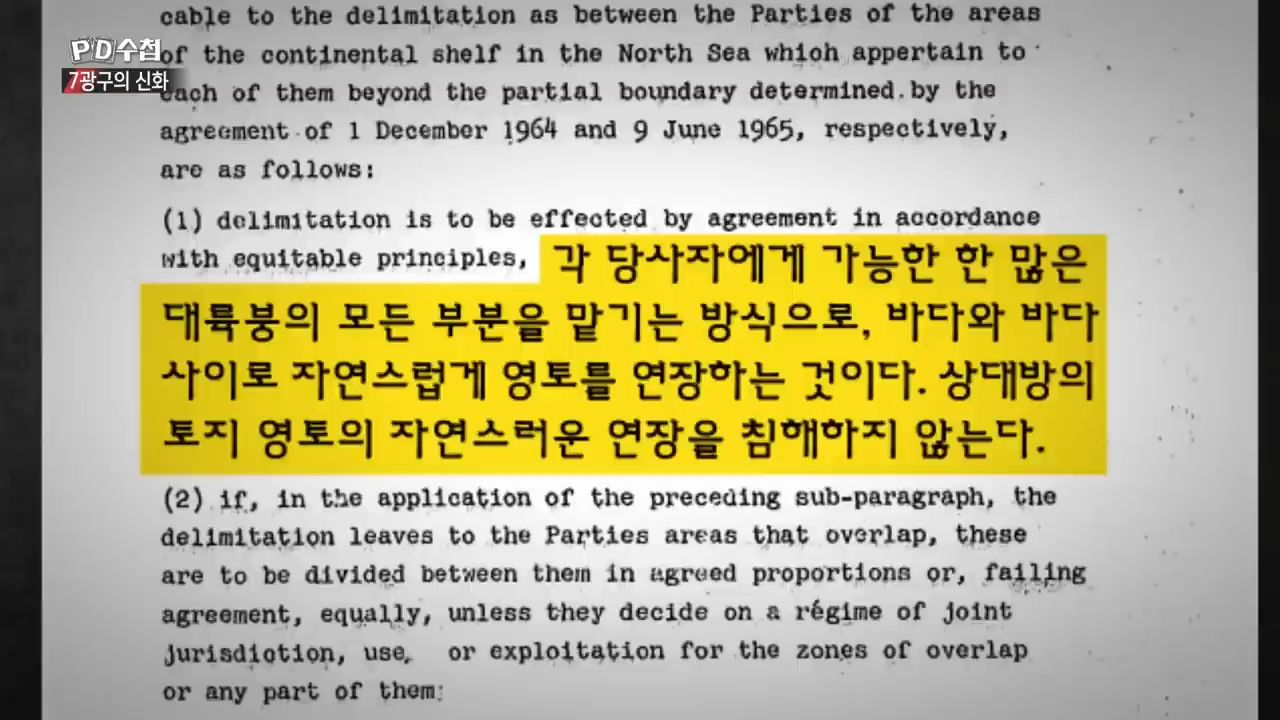 cable to the delimitation as between the Parties of the areas
PD수첩
of the continental shelf in the North Sea which appertain to
7광구의 신화
each of them beyond the partial boundary determined by the
agreement of 1 December 1964 and 9 June 1965, respectively,
are as follows:
(1) delimitation is to be effected by agreement in accordance
with equitable principles, 각 당사자에게 가능한 한 많은
대륙붕의 모든 부분을 맡기는 방식으로, 바다와 바다
사이로 자연스럽게 영토를 연장하는 것이다. 상대방의
토지 영토의 자연스러운 연장을 침해하지 않는다.
(2) if, in the application of the preceding sub-paragraph, the
delimitation leaves to the Parties areas that overlap, these
are to be divided between them in agreed proportions or, failing
agreement, equally, unless they decide on a régime of joint
jurisdiction, use, or exploitation for the zones of overlap
or any part of them;